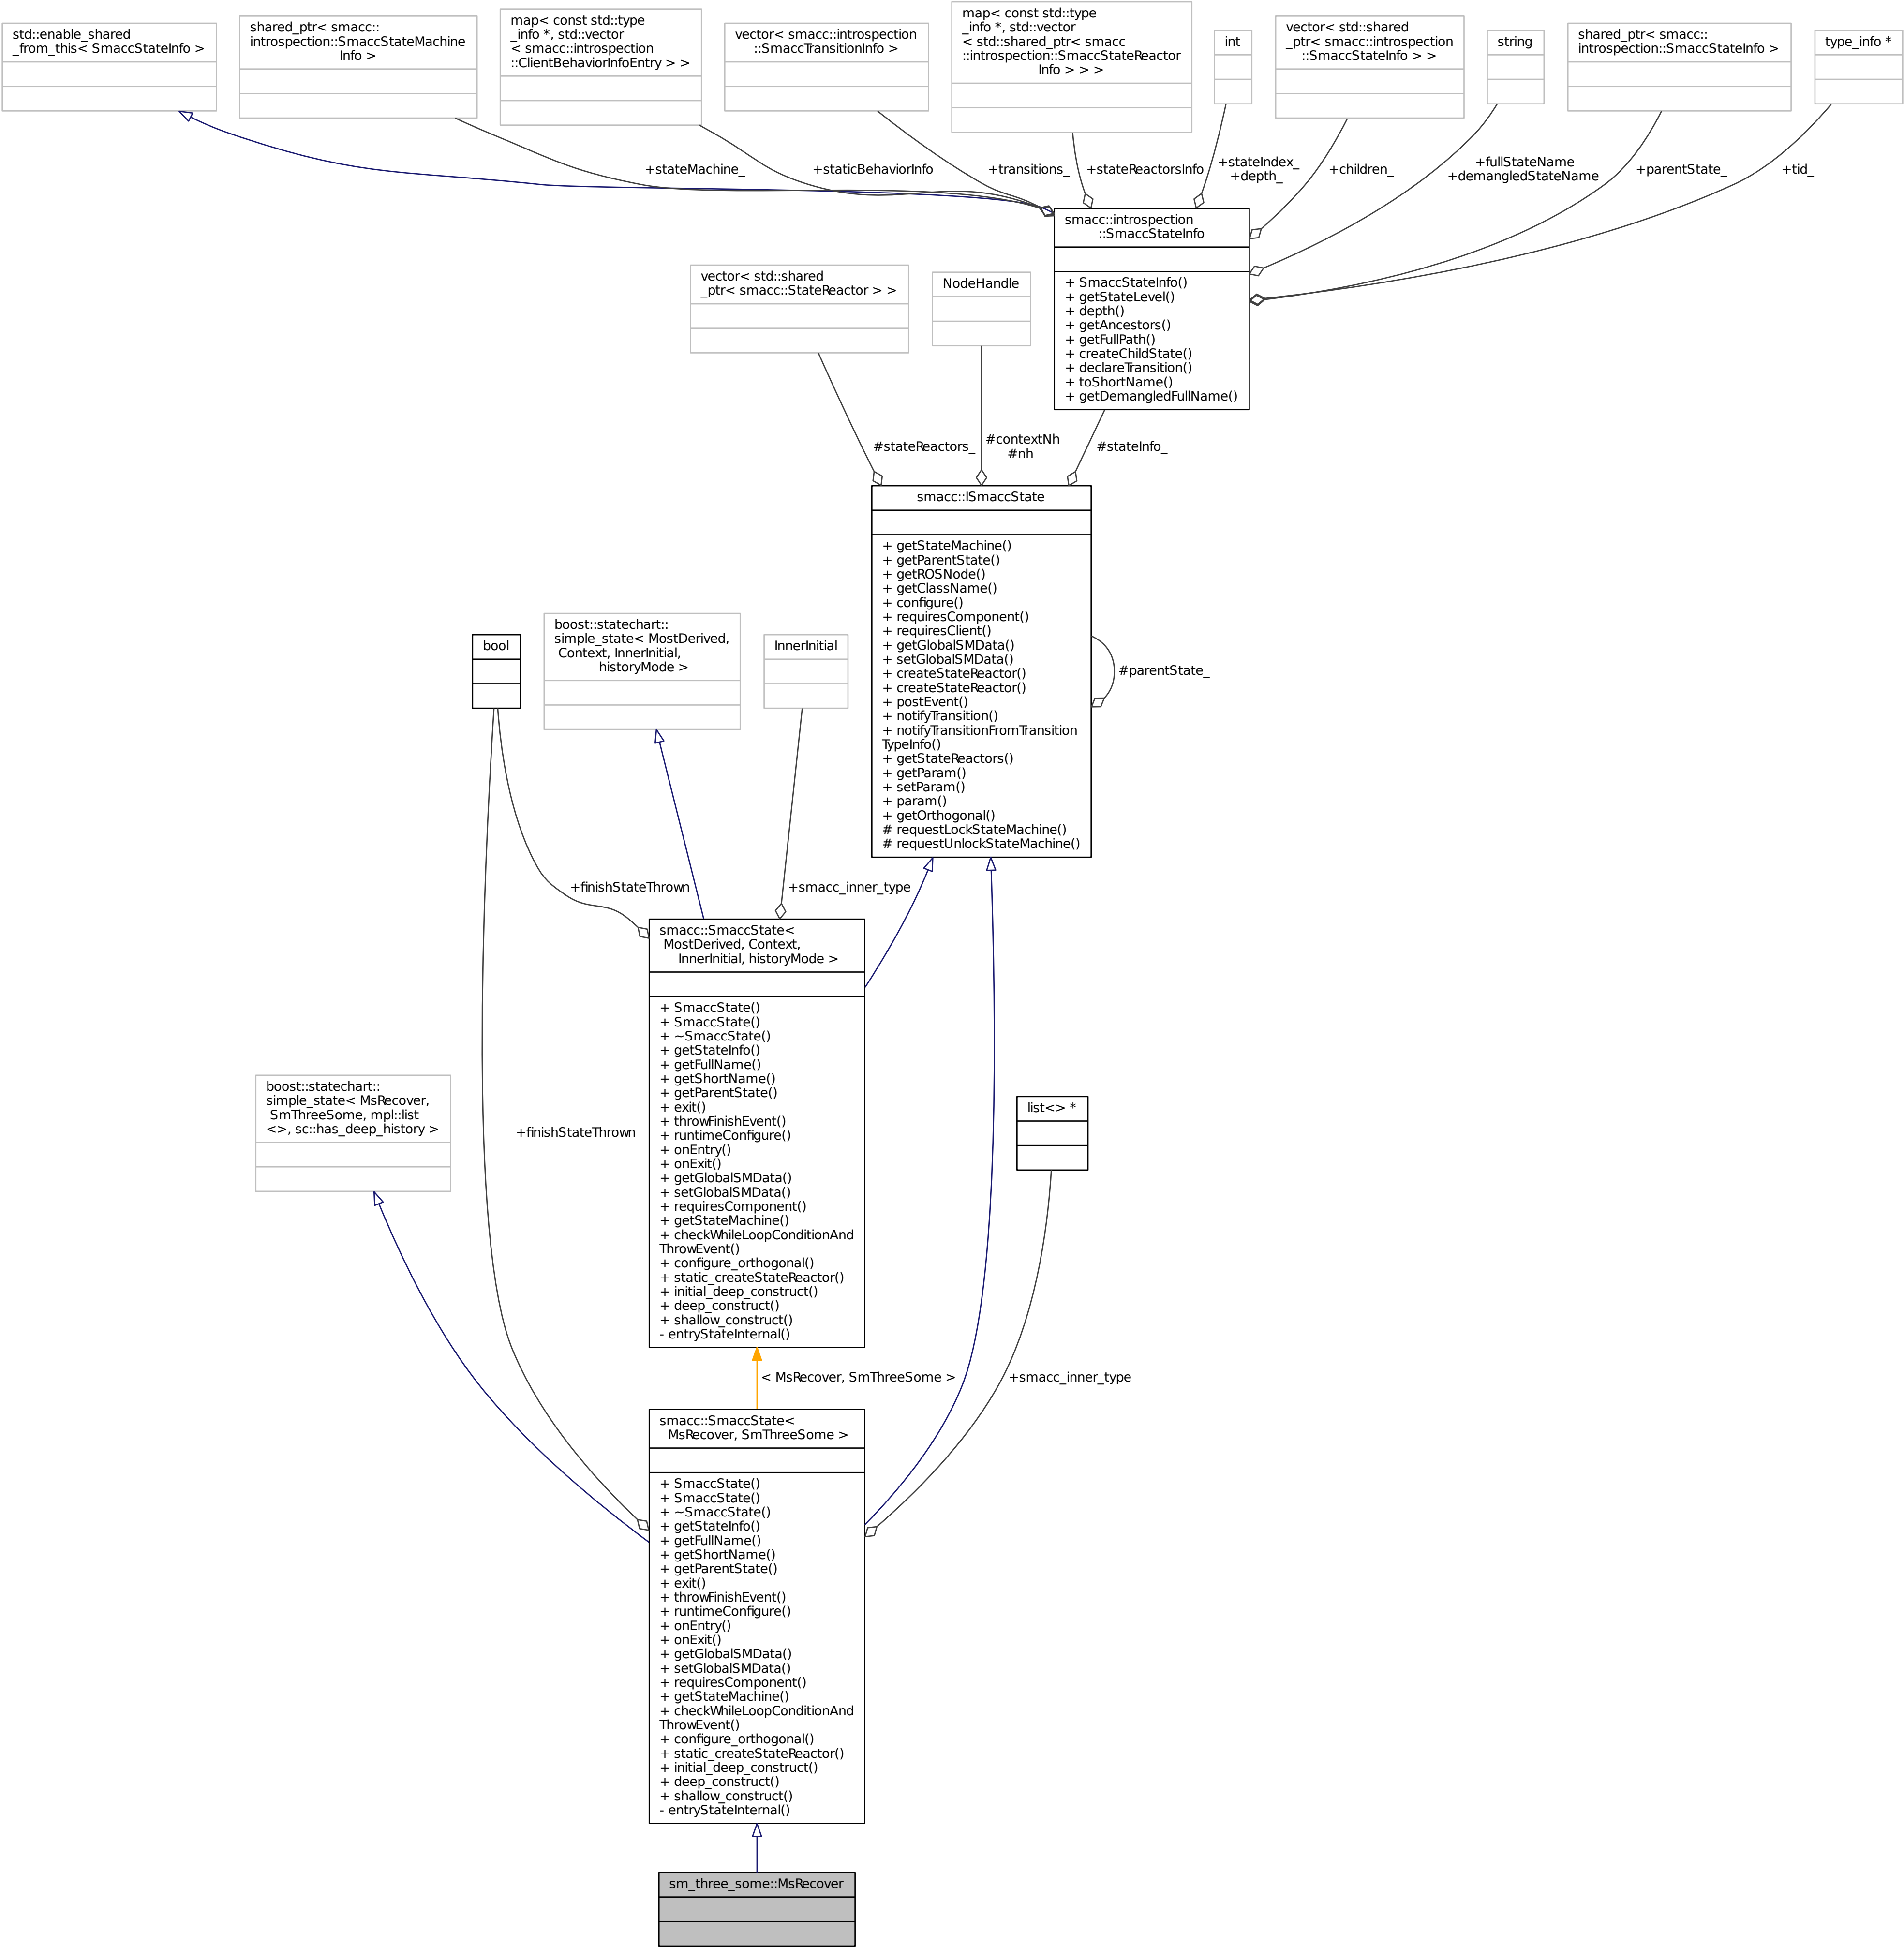 std::enable_shared
_from_this< SmaccStateInfo >
shared_ptr< smacc::
introspection::SmaccStateMachine
Info >
map< const std::type
_info *, std::vector
< smacc::introspection
::ClientBehaviorInfoEntry > >
vector< smacc::introspection
::SmaccTransitionInfo >
map< const std::type
_info *, std::vector
< std::shared_ptr< smacc
::introspection::SmaccStateReactor
Info > > >
int
vector< std::shared
_ptr< smacc::introspection
::SmaccStateInfo > >
string
shared_ptr< smacc::
introspection::SmaccStateInfo >
type_info *
+stateMachine_
+staticBehaviorInfo
+transitions_
+stateReactorsInfo
+stateIndex_
+depth_
+children_
+fullStateName
+demangledStateName
+parentState_
+tid_
smacc::introspection
::SmaccStateInfo
+ SmaccStateInfo()
+ getStateLevel()
+ depth()
+ getAncestors()
+ getFullPath()
+ createChildState()
+ declareTransition()
+ toShortName()
+ getDemangledFullName()
vector< std::shared
_ptr< smacc::StateReactor > >
NodeHandle
#stateReactors_
#contextNh
#nh
#stateInfo_
smacc::ISmaccState
+ getStateMachine()
+ getParentState()
+ getROSNode()
+ getClassName()
+ configure()
+ requiresComponent()
+ requiresClient()
+ getGlobalSMData()
+ setGlobalSMData()
+ createStateReactor()
+ createStateReactor()
+ postEvent()
+ notifyTransition()
+ notifyTransitionFromTransition
TypeInfo()
+ getStateReactors()
+ getParam()
+ setParam()
+ param()
+ getOrthogonal()
# requestLockStateMachine()
# requestUnlockStateMachine()
#parentState_
bool
boost::statechart::
simple_state< MostDerived,
Context, InnerInitial,
historyMode >
InnerInitial
+finishStateThrown
+smacc_inner_type
smacc::SmaccState<
MostDerived, Context,
InnerInitial, historyMode >
+ SmaccState()
+ SmaccState()
+ ~SmaccState()
+ getStateInfo()
+ getFullName()
+ getShortName()
+ getParentState()
+ exit()
+ throwFinishEvent()
+ runtimeConfigure()
+ onEntry()
+ onExit()
+ getGlobalSMData()
+ setGlobalSMData()
+ requiresComponent()
+ getStateMachine()
+ checkWhileLoopConditionAnd
ThrowEvent()
+ configure_orthogonal()
+ static_createStateReactor()
+ initial_deep_construct()
+ deep_construct()
+ shallow_construct()
- entryStateInternal()
boost::statechart::
simple_state< MsRecover,
SmThreeSome, mpl::list
<>, sc::has_deep_history >
+finishStateThrown
list<> *
< MsRecover, SmThreeSome >
+smacc_inner_type
smacc::SmaccState<
MsRecover, SmThreeSome >
+ SmaccState()
+ SmaccState()
+ ~SmaccState()
+ getStateInfo()
+ getFullName()
+ getShortName()
+ getParentState()
+ exit()
+ throwFinishEvent()
+ runtimeConfigure()
+ onEntry()
+ onExit()
+ getGlobalSMData()
+ setGlobalSMData()
+ requiresComponent()
+ getStateMachine()
+ checkWhileLoopConditionAnd
ThrowEvent()
+ configure_orthogonal()
+ static_createStateReactor()
+ initial_deep_construct()
+ deep_construct()
+ shallow_construct()
- entryStateInternal()
sm_three_some::MsRecover